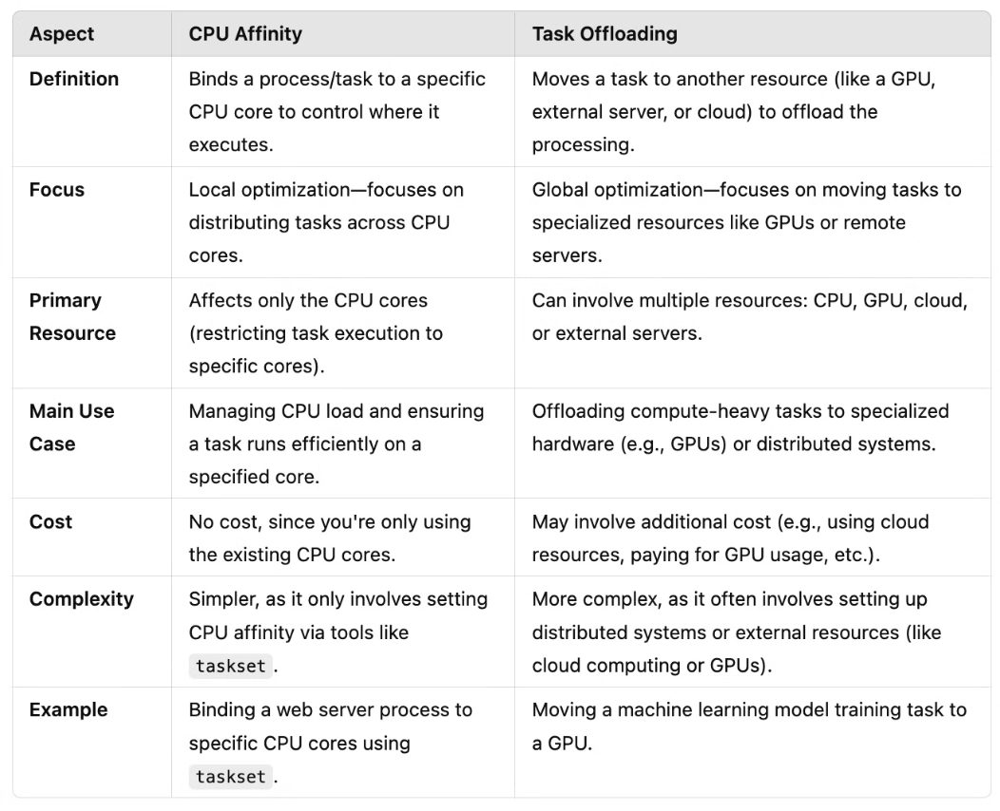 Aspect CPU Affinity Task Offloading
Definition Binds a process/task to a specific Moves a task to another resource (like a GPU,
CPU core to control where it external server, or cloud) to offload the
executes. processing.
Focus Local optimization—focuses on Global optimization—focuses on moving tasks to
distributing tasks across CPU specialized resources like GPUs or remote
cores. servers.
Primary Affects only the CPU cores Can involve multiple resources: CPU, GPU, cloud,
Resource (restricting task execution to or external servers.
specific cores).
Main Use Managing CPU load and ensuring Offloading compute-heavy tasks to specialized
Case a task runs efficiently on a hardware (e.g., GPUs) or distributed systems.
specified core.
Cost No cost, since you're only using May involve additional cost (e.g., using cloud
the existing CPU cores. resources, paying for GPU usage, etc.).
Complexity Simpler, as it only involves setting More complex, as it often involves setting up
CPU affinity via tools like distributed systems or external resources (like
taskset. cloud computing or GPUs).
Example Binding a web server process to Moving a machine learning model training task to
specific CPU cores using a GPU.
taskset.